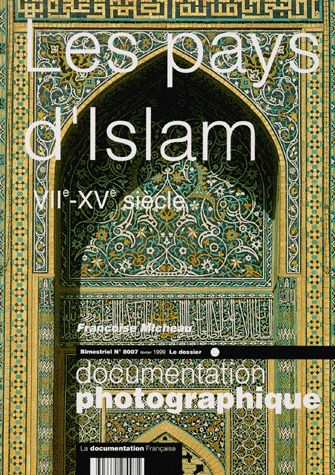 Les pays
d'Islam
VIIe-XVe siècle
Françoise Micheau
Bimestriel N° 8007 février 1999 Le dossier
documentation
photographique
La documentation Française